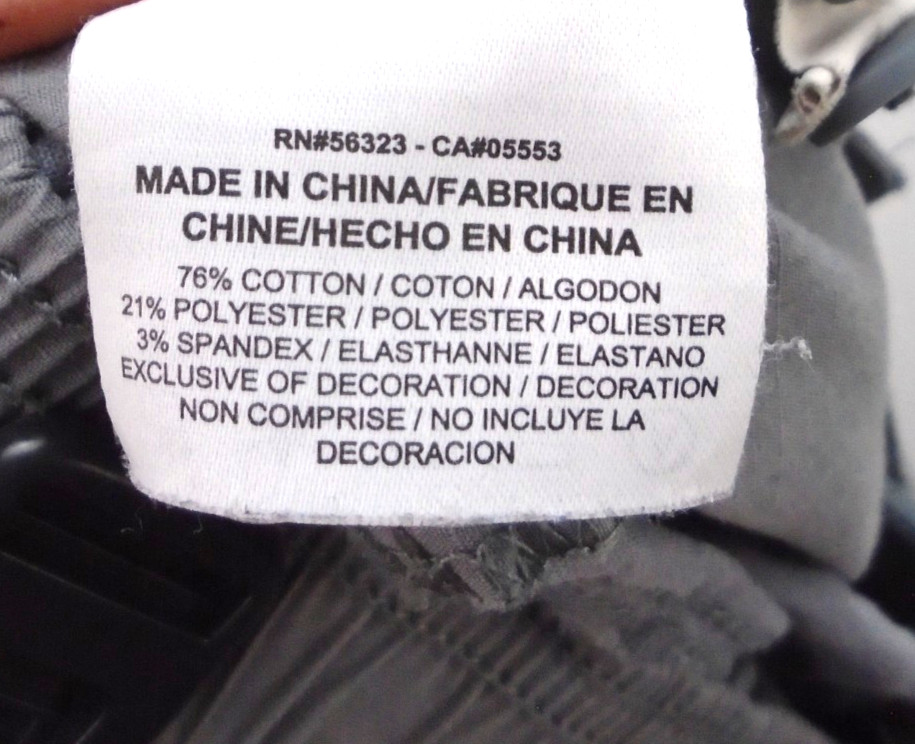 RN#56323 - CA#05553
MADE IN CHINA/FABRIQUE EN
CHINE/HECHO EN CHINA
76% COTTON / COTON / ALGODON
21% POLYESTER / POLYESTER / POLIESTER
3% SPANDEX / ELASTHANNE / ELASTANO
EXCLUSIVE OF DECORATION / DECORATION
NON COMPRISE / NO INCLUYE LA
DECORACION